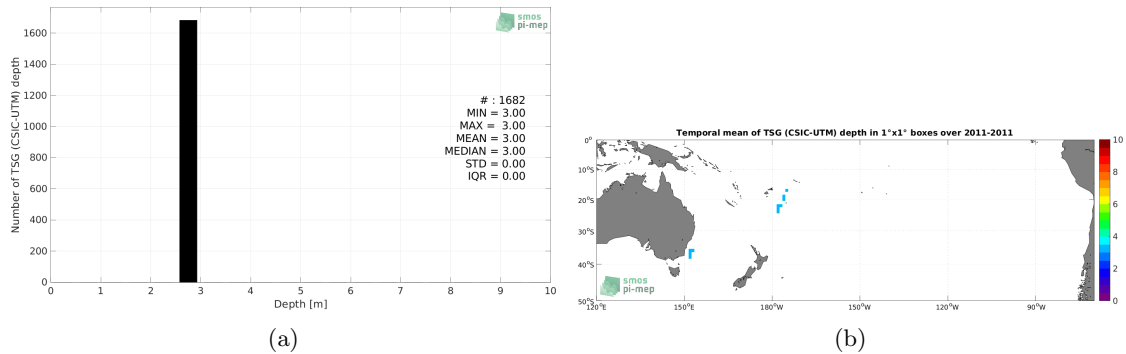 smos
pi-mep
1600
1400
1200
1000
800
600
400
200
0
Number of TSG (CSIC-UTM) depth
# : 1682
MIN = 3.00
MAX = 3.00
MEAN = 3.00
MEDIAN = 3.00
STD = 0.00
IQR = 0.00
0 1 2 3 4 5 6 7 8 9 10
Depth [m]
(a)
Temporal mean of TSG (CSIC-UTM) depth in 1°x1° boxes over 2011-2011
0°
10°S
20°S
30°S
40°S
50°S
120°E 150°E 180°W 150°W 120°W 90°W
10
8
6
4
2
0
smos
pi-mep
(b)